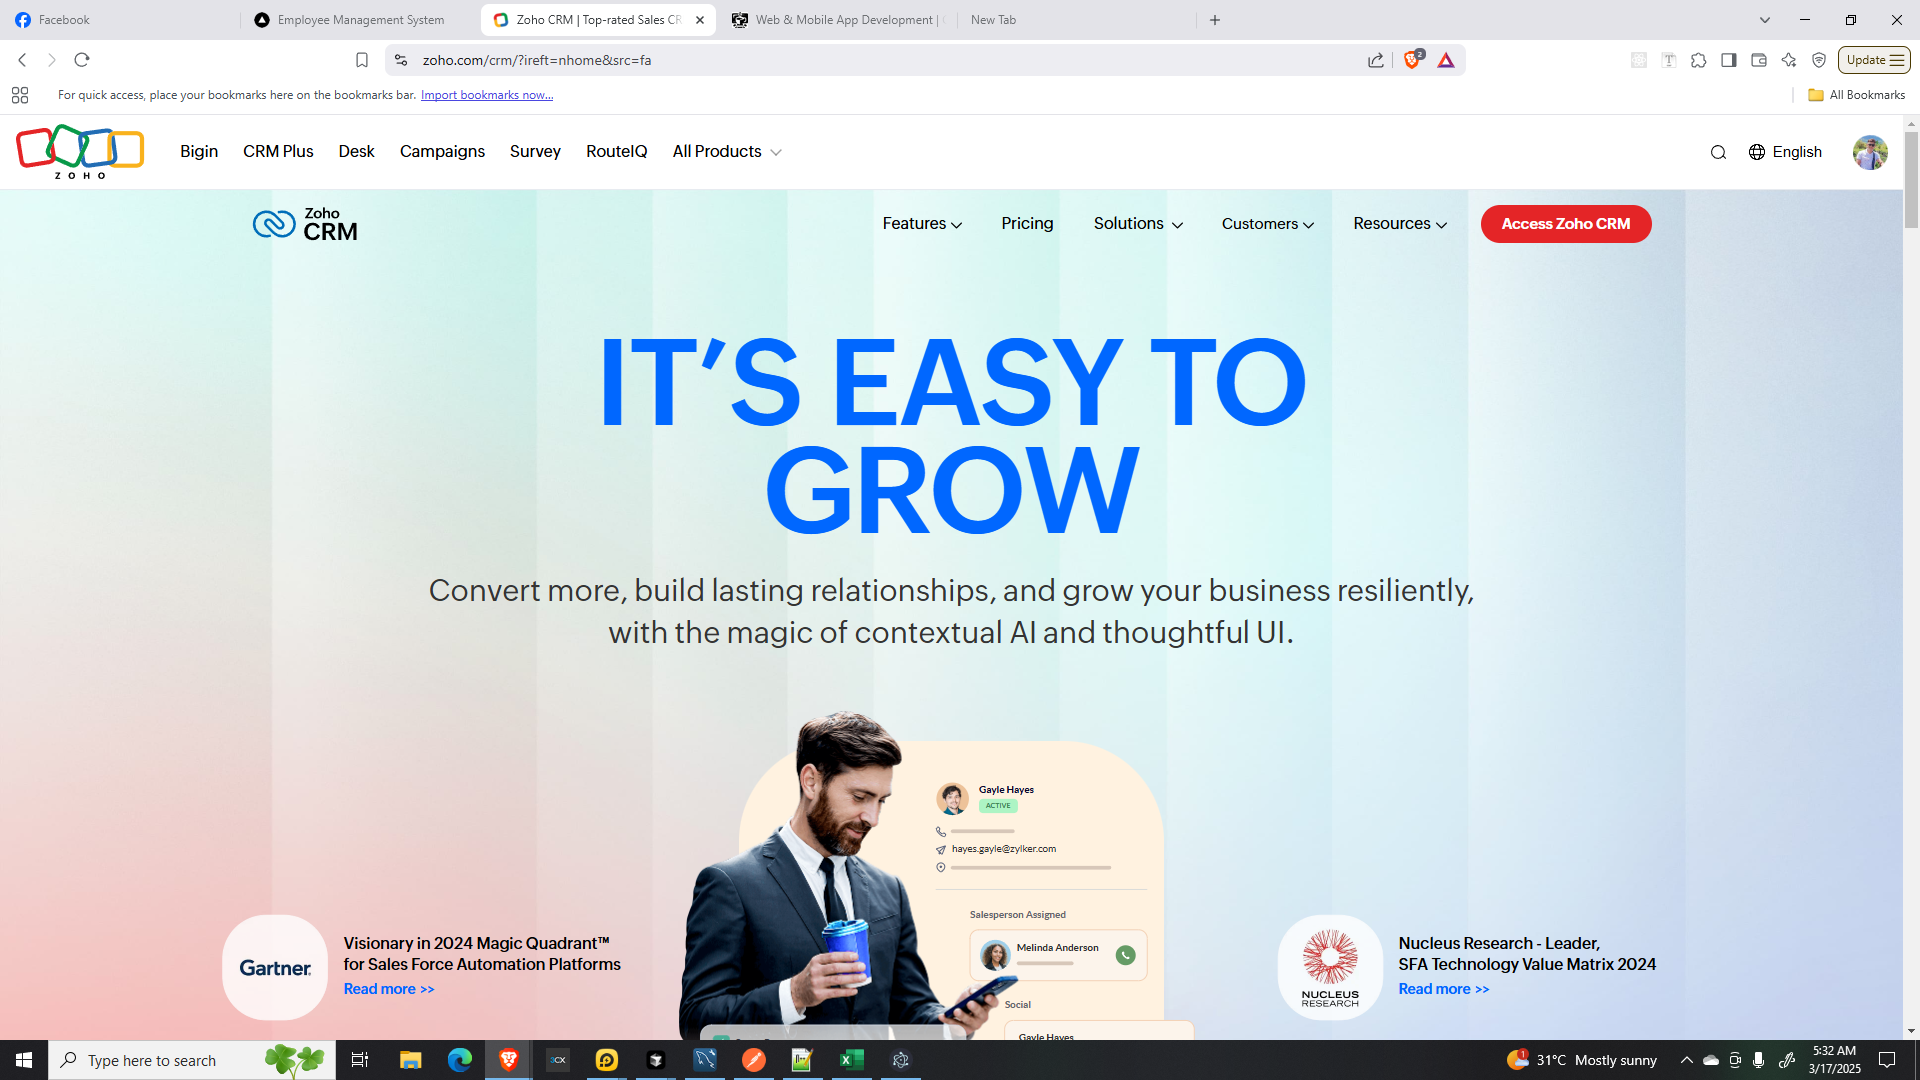 Facebook
Employee Management System
Zoho CRM | Top-rated Sales CR
Web & Mobile App Development |
New Tab
zoho.com/crm/?ireft=nhome&src=fa
2
Update
For quick access, place your bookmarks here on the bookmarks bar. Import bookmarks now...
All Bookmarks
ZOHO
Bigin
CRM Plus
Desk
Campaigns
Survey
RouteIQ
All Products
English
Zoho
CRM
Features
Pricing
Solutions
Customers
Resources
Access Zoho CRM
IT'S EASY TO
GROW
Convert more, build lasting relationships, and grow your business resiliently,
with the magic of contextual AI and thoughtful UI.
Gayle Hayes
ACTIVE
hayes.gayle@zylker.com
Salesperson Assigned
Melinda Anderson
Social
Gayle Hayes
Gartner
Visionary in 2024 Magic Quadrant™
for Sales Force Automation Platforms
Read more >>
NUCLEUS
RESEARCH
Nucleus Research - Leader,
SFA Technology Value Matrix 2024
Read more >>
Type here to search
3CX
1
31°C Mostly sunny
5:32 AM
3/17/2025